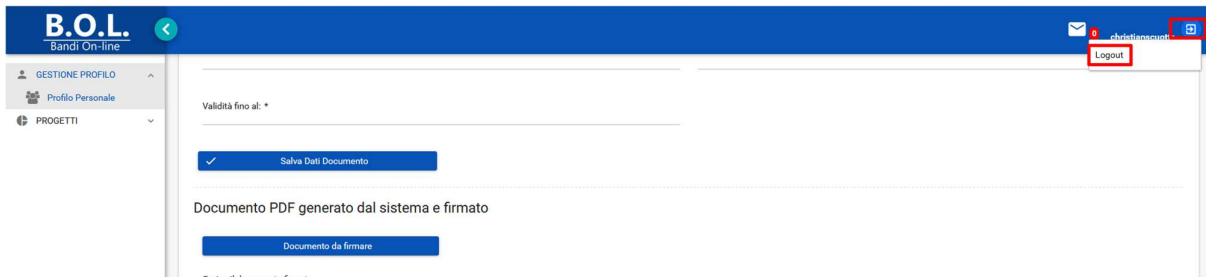 B.O.L.
Bandi On-line
0
Logout
GESTIONE PROFILO
Profilo Personale
PROGETTI
Validità fino al: *
Salva Dati Documento
Documento PDF generato dal sistema e firmato
Documento da firmare